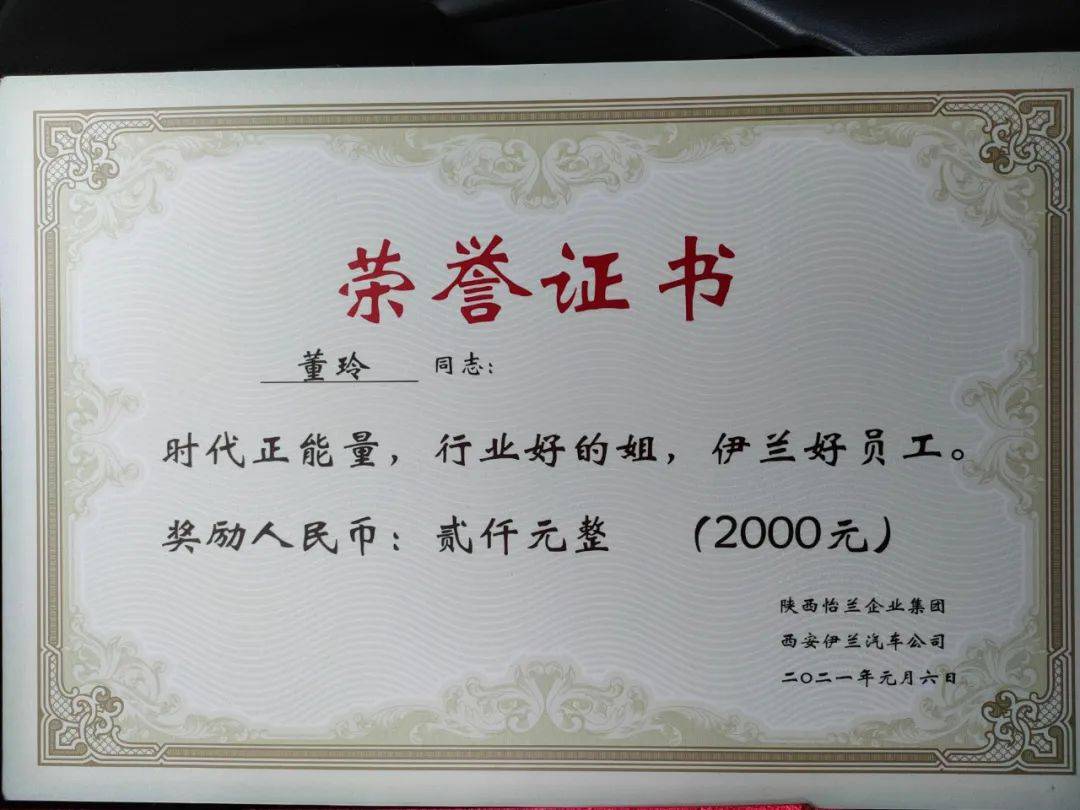 荣誉证书
董玲 同志：
时代正能量，行业好的姐，伊兰好员工。
奖励人民币：贰仟元整 （2000元）
陕西怡兰企业集团
西安伊兰汽车公司
二〇二一年元月六日